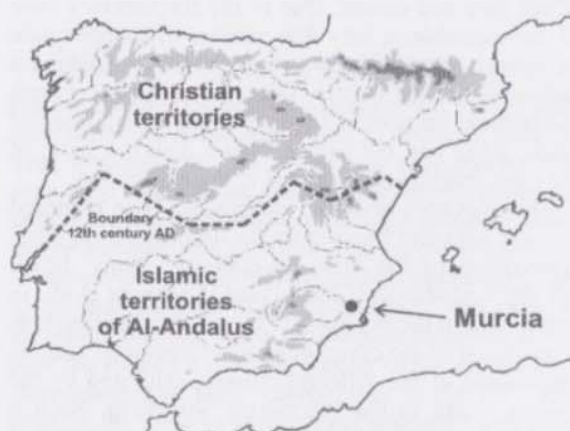 Christian
territories
Boundary
12th century AD
Islamic
territories
of Al-Andalus
Murcia